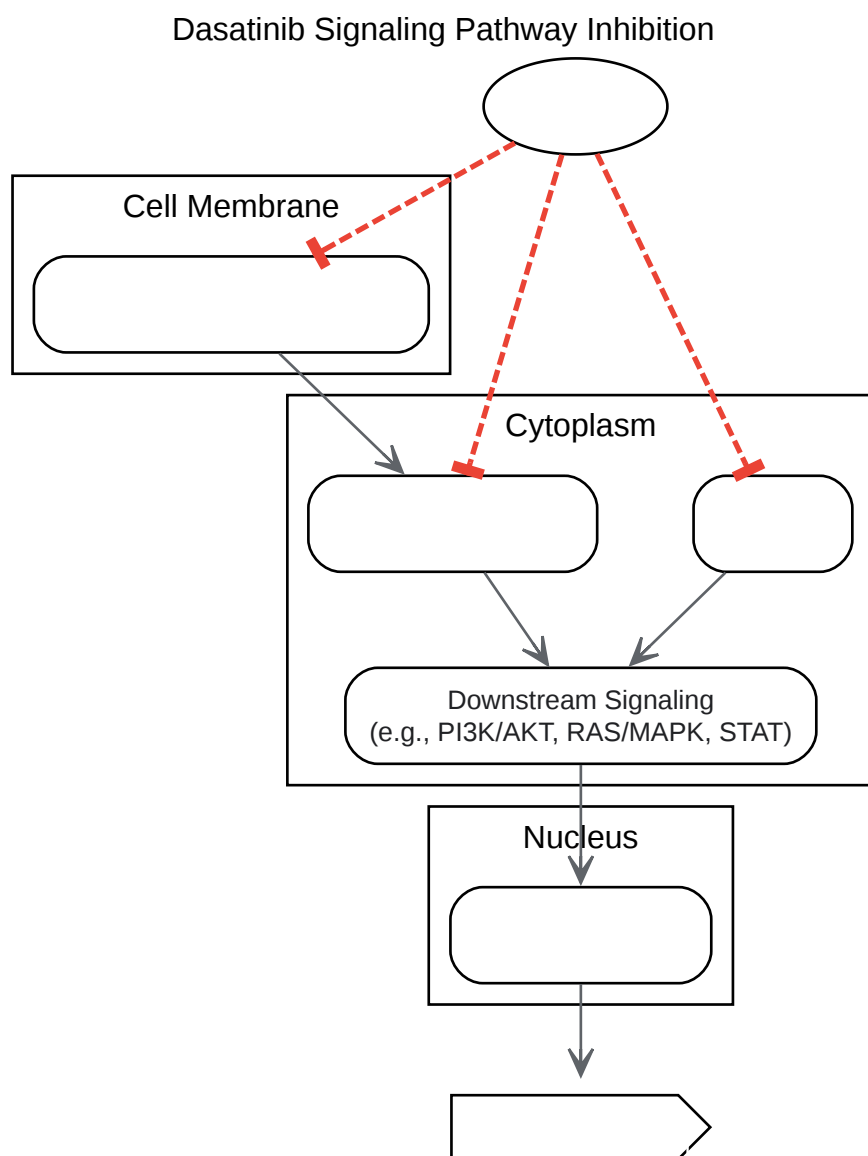 Dasatinib Signaling Pathway Inhibition
Cell Membrane
Cytoplasm
Downstream Signaling
(e.g., PI3K/AKT, RAS/MAPK, STAT)
Nucleus